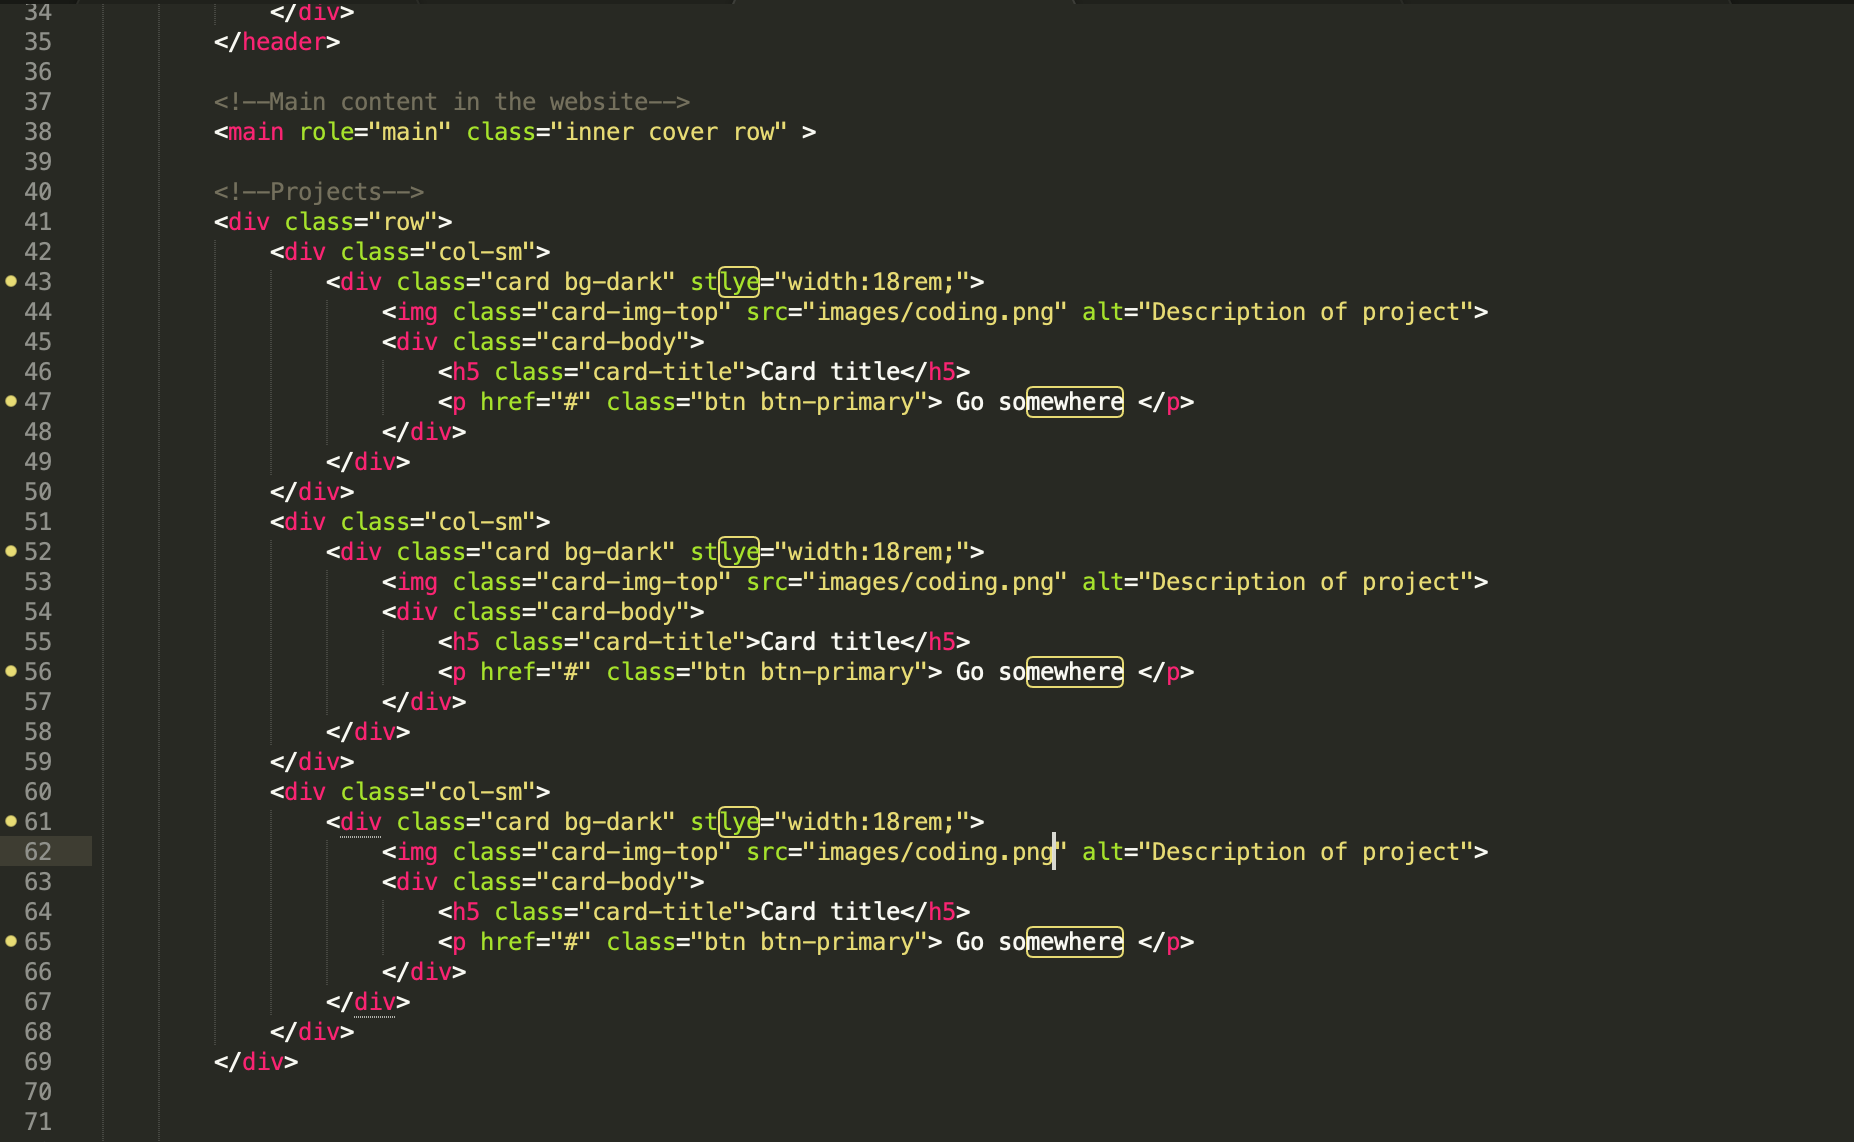 34 </div>
35 </header>
36
37 <!--Main content in the website-->
38 <main role="main" class="inner cover row" >
39
40 <!--Projects-->
41 <div class="row">
42 <div class="col-sm">
43 <div class="card bg-dark" stlye="width:18rem;">
44 <img class="card-img-top" src="images/coding.png" alt="Description of project">
45 <div class="card-body">
46 <h5 class="card-title">Card title</h5>
47 <p href="#" class="btn btn-primary"> Go somewhere </p>
48 </div>
49 </div>
50 </div>
51 <div class="col-sm">
52 <div class="card bg-dark" stlye="width:18rem;">
53 <img class="card-img-top" src="images/coding.png" alt="Description of project">
54 <div class="card-body">
55 <h5 class="card-title">Card title</h5>
56 <p href="#" class="btn btn-primary"> Go somewhere </p>
57 </div>
58 </div>
59 </div>
60 <div class="col-sm">
61 <div class="card bg-dark" stlye="width:18rem;">
62 <img class="card-img-top" src="images/coding.png" alt="Description of project">
63 <div class="card-body">
64 <h5 class="card-title">Card title</h5>
65 <p href="#" class="btn btn-primary"> Go somewhere </p>
66 </div>
67 </div>
68 </div>
69 </div>
70
71